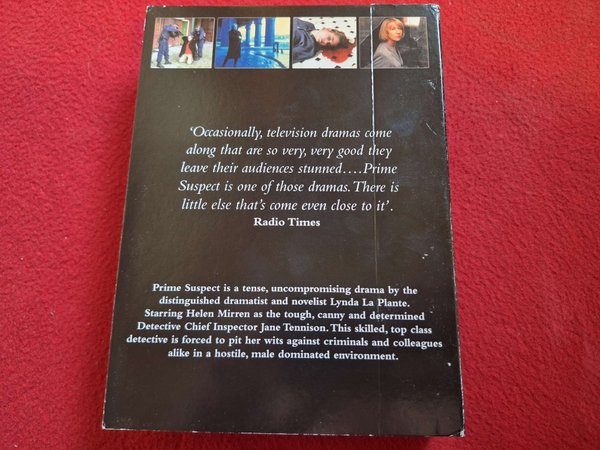 ‘Occasionally, television dramas come
along that are so very, very good they
leave their audiences stunned....Prime
Suspect is one of those dramas. There is
little else that's come even close to it’.
Radio Times
Prime Suspect is a tense, uncompromising drama by the
distinguished dramatist and novelist Lynda La Plante.
Starring Helen Mirren as the tough, canny and determined
Detective Chief Inspector Jane Tennison. This skilled, top class
detective is forced to pit her wits against criminals and colleagues
alike in a hostile, male dominated environment.